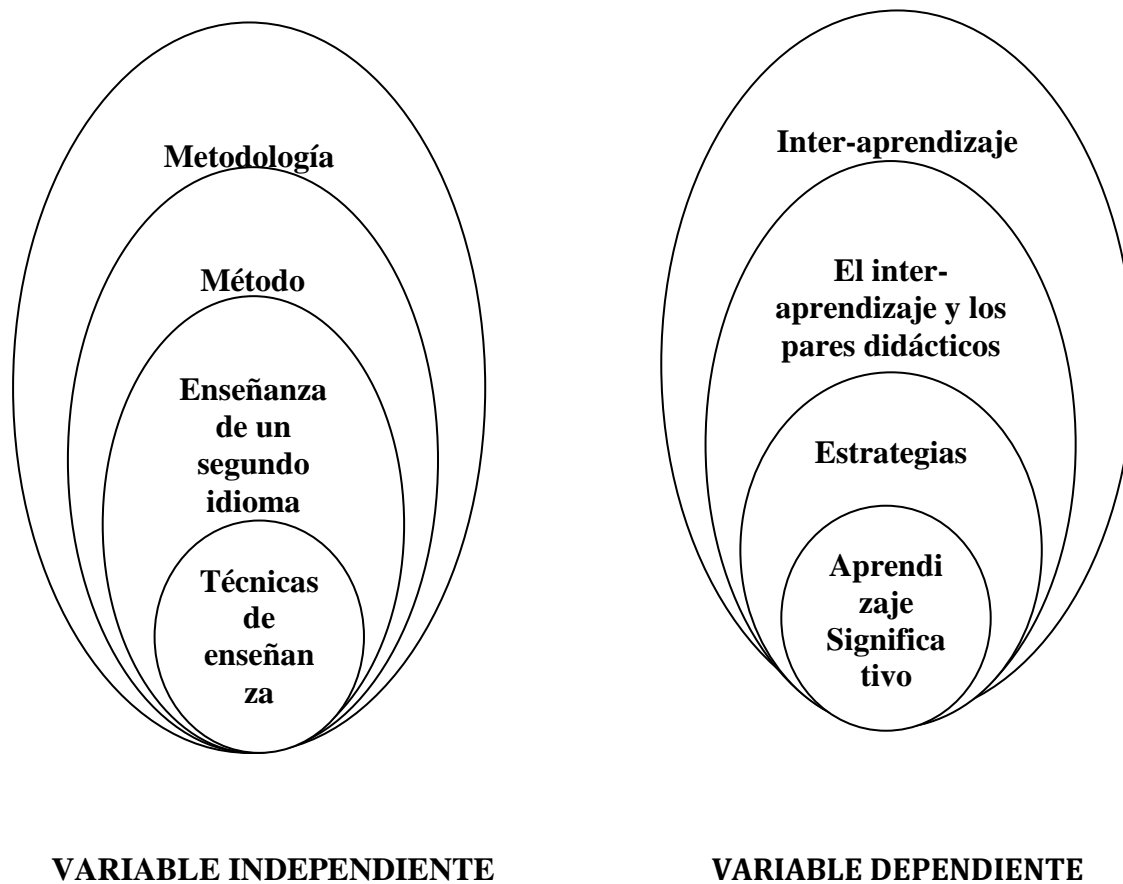 Metodología
Método
Enseñanza
de un
segundo
idioma
Técnicas
de
enseñan
za
VARIABLE INDEPENDIENTE
Inter-aprendizaje
El inter-
aprendizaje y los
pares didácticos
Estrategias
Aprendi
zaje
Significa
tivo
VARIABLE DEPENDIENTE